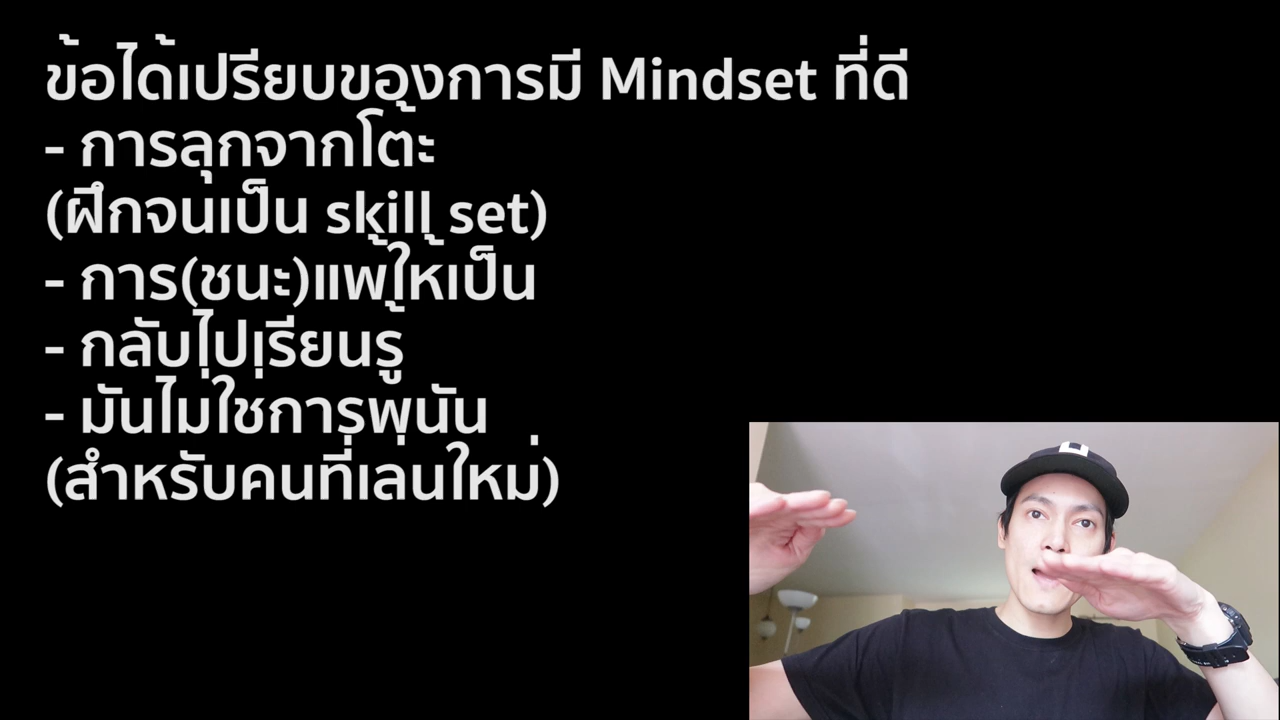 ข้อได้เปรียบของการมี Mindset ที่ดี
- การลุกจากโต้ะ
(ฝึกจนเป็น skill set)
- การ(ชนะ)แพ้ให้เป็น
- กลับไปเรียนรู้
- มันไม่ใช่การพนัน
(สำหรับคนที่เล่นใหม่)